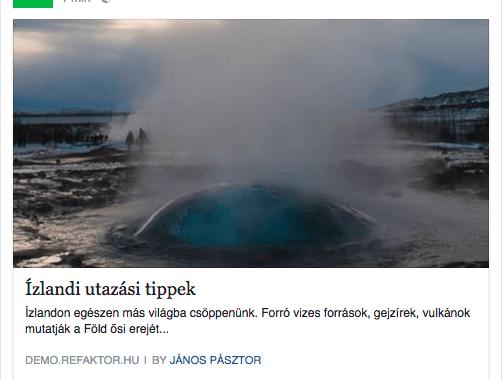 Ízlandi utazási tippek
Ízlandon egészen más világba csöppenünk. Forró vizes források, gejzírek, vulkánok
mutatják a Föld ősi erejét...
DEMO.REFAKTOR.HU | BY JÁNOS PÁSZTOR